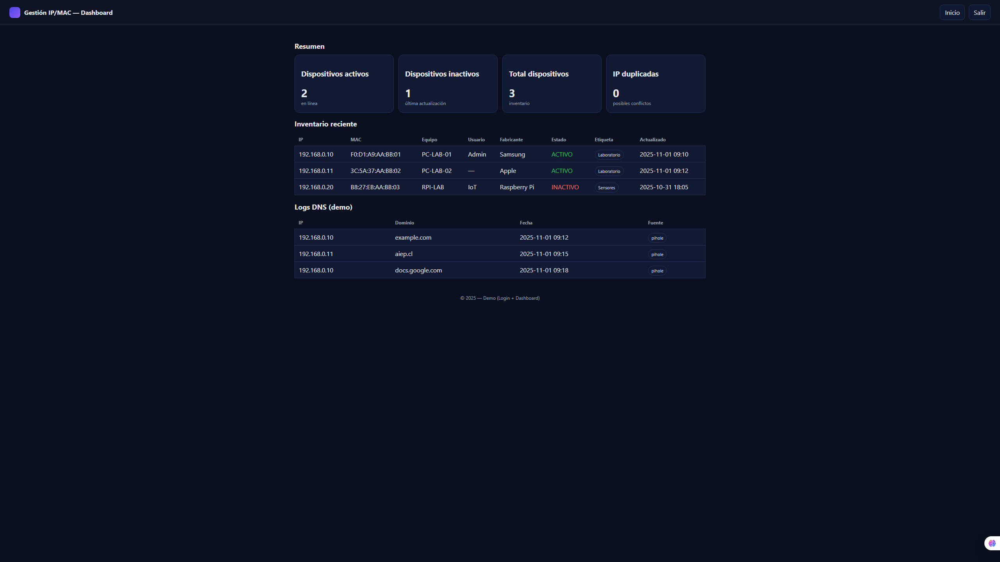 Gestión IP/MAC — Dashboard
Inicio
Salir
Resumen
Dispositivos activos
2
en línea
Dispositivos inactivos
1
última actualización
Total dispositivos
3
inventario
IP duplicadas
0
posibles conflictos
Inventario reciente
IP MAC Equipo Usuario Fabricante Estado Etiqueta Actualizado
192.168.0.10 F0:D1:A9:AA:BB:01 PC-LAB-01 Admin Samsung ACTIVO Laboratorio 2025-11-01 09:10
192.168.0.11 3C:5A:37:AA:BB:02 PC-LAB-02 — Apple ACTIVO Laboratorio 2025-11-01 09:12
192.168.0.20 B8:27:EB:AA:BB:03 RPI-LAB IoT Raspberry Pi INACTIVO Sensores 2025-10-31 18:05
Logs DNS (demo)
IP Dominio Fecha Fuente
192.168.0.10 example.com 2025-11-01 09:12 pihole
192.168.0.11 aiep.cl 2025-11-01 09:15 pihole
192.168.0.10 docs.google.com 2025-11-01 09:18 pihole
© 2025 — Demo (Login + Dashboard)